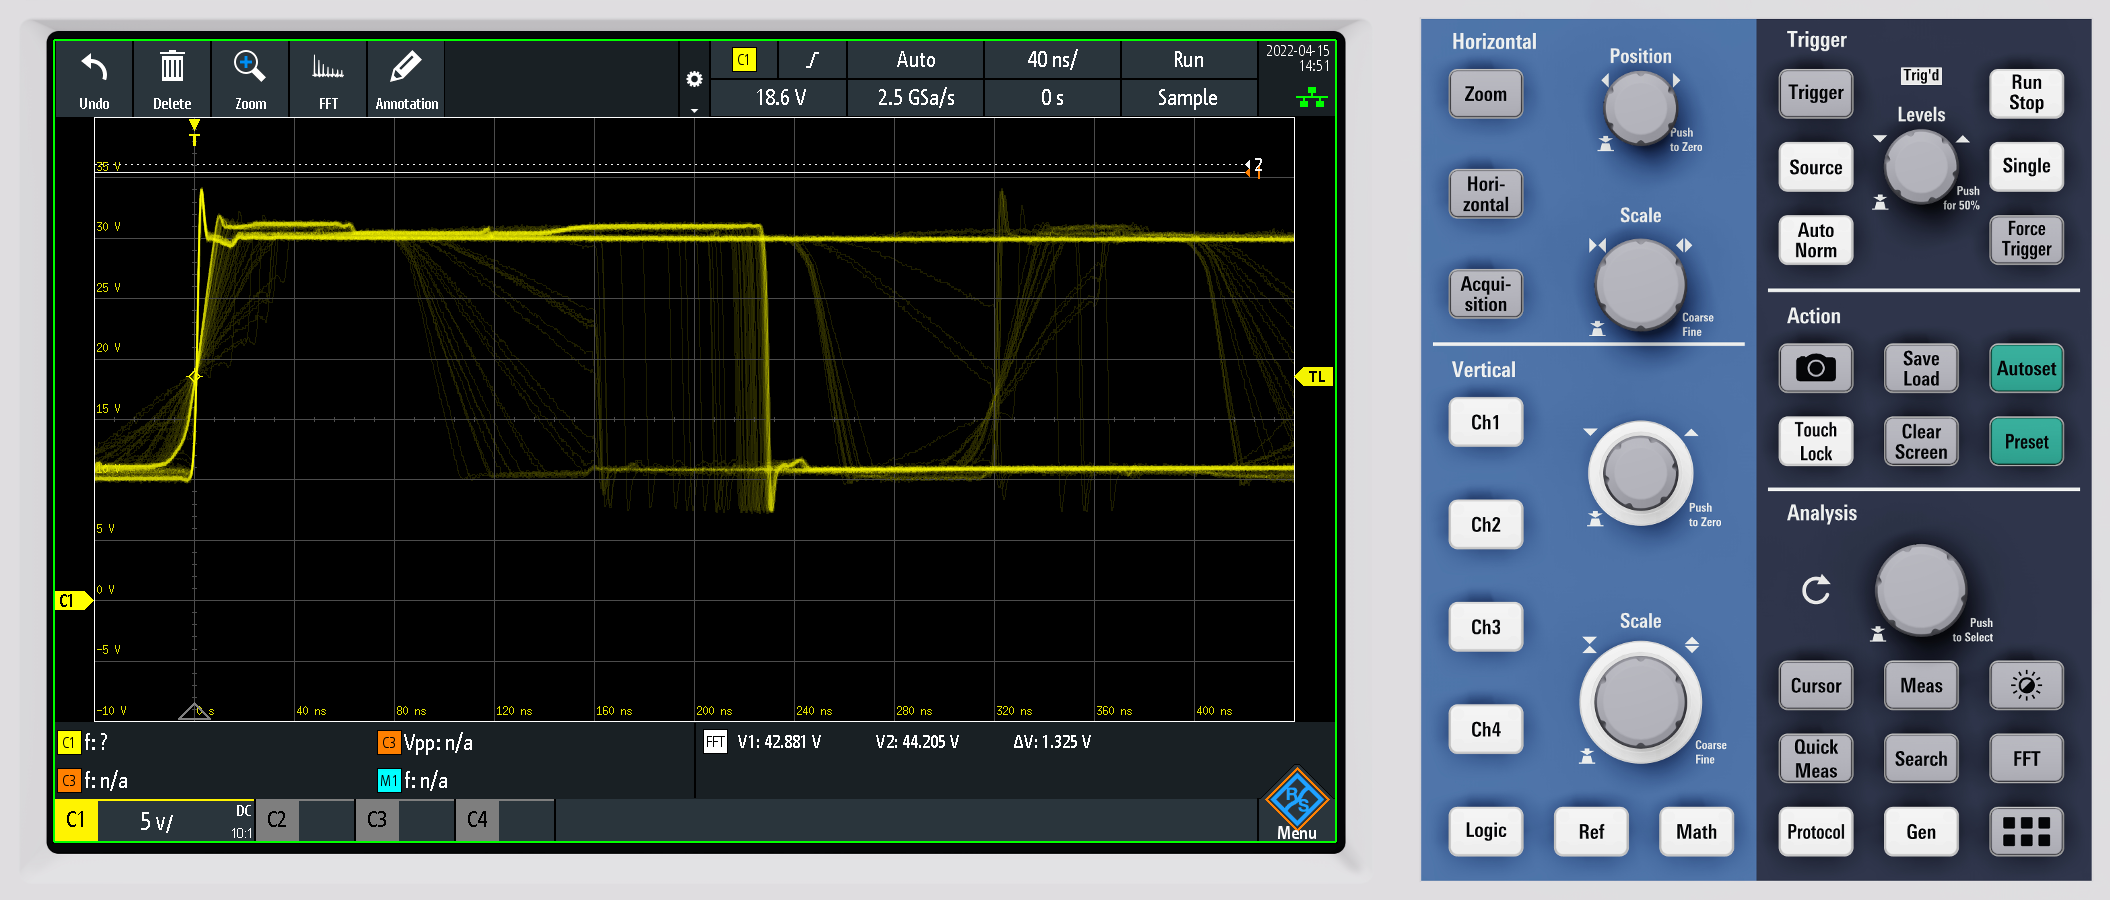 Undo
Delete
Zoom
FFT
Annotation
C1
Auto
40 ns/
Run
18.6 V
2.5 GSa/s
0 s
Sample
2022-04-15
14:51
T
35 V
2
30 V
25 V
20 V
TL
15 V
10 V
5 V
C1
0 V
-5 V
-10 V
0 s
40 ns
80 ns
120 ns
160 ns
200 ns
240 ns
280 ns
320 ns
360 ns
400 ns
C1 f: ?
C3 Vpp: n/a
FFT V1: 42.881 V V2: 44.205 V ΔV: 1.325 V
C3 f: n/a
M1 f: n/a
C1 5 V/ DC
10:1
C2
C3
C4
R&S
Menu
Horizontal
Position
Zoom
Push
to Zero
Hori-
zontal
Scale
Acqui-
sition
Coarse
Fine
Vertical
Ch1
Push
to Zero
Ch2
Ch3
Scale
Ch4
Coarse
Fine
Logic
Ref
Math
Trigger
Trig'd
Trigger
Run
Stop
Levels
Source
Single
Push
for 50%
Auto
Norm
Force
Trigger
Action
Save
Load
Autoset
Touch
Lock
Clear
Screen
Preset
Analysis
Push
to Select
Cursor
Meas
Quick
Meas
Search
FFT
Protocol
Gen